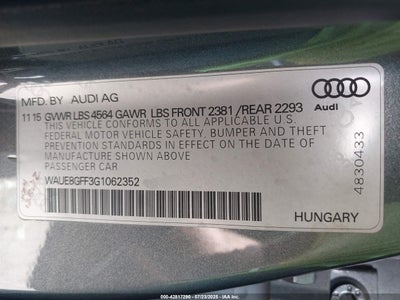 MFD. BY AUDI AG
11 15 GVWR LBS 4564 GAWR LBS FRONT 2381 /REAR 2293
THIS VEHICLE CONFORMS TO ALL APPLICABLE U.S.
FEDERAL MOTOR VEHICLE SAFETY, BUMPER AND THEFT
PREVENTION STANDARDS IN EFFECT ON THE
DATE OF MANUFACTURE SHOWN ABOVE
PASSENGER CAR
WAUE8GFF3G1062352
Audi
4830433
HUNGARY
000-42817290 - 07/23/2025 - IAA, Inc.